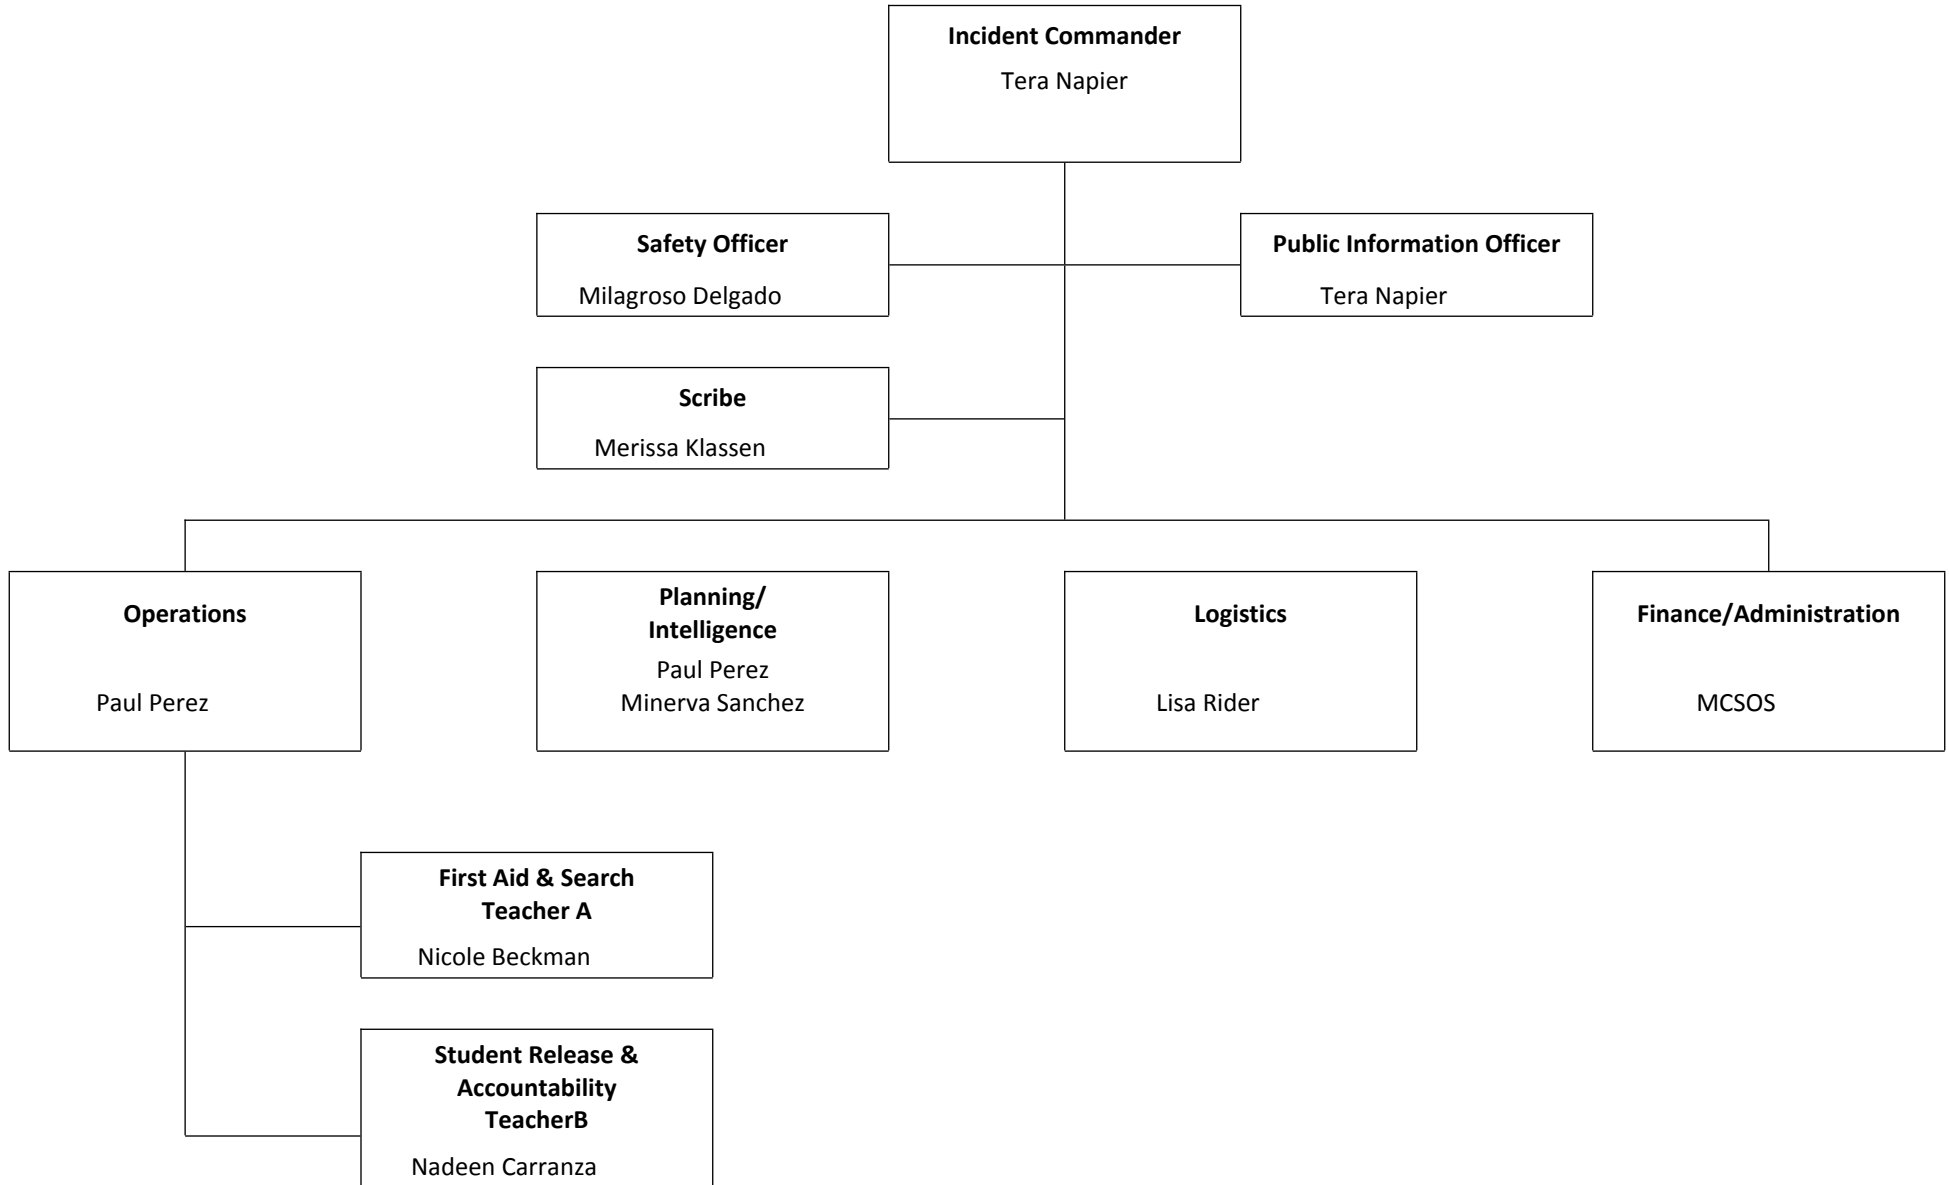 Incident Commander
Tera Napier
Safety Officer
Milagroso Delgado
Public Information Officer
Tera Napier
Scribe
Merissa Klassen
Operations
Paul Perez
Planning/
Intelligence
Paul Perez
Minerva Sanchez
Logistics
Lisa Rider
Finance/Administration
MCSOS
First Aid & Search
Teacher A
Nicole Beckman
Student Release &
Accountability
TeacherB
Nadeen Carranza